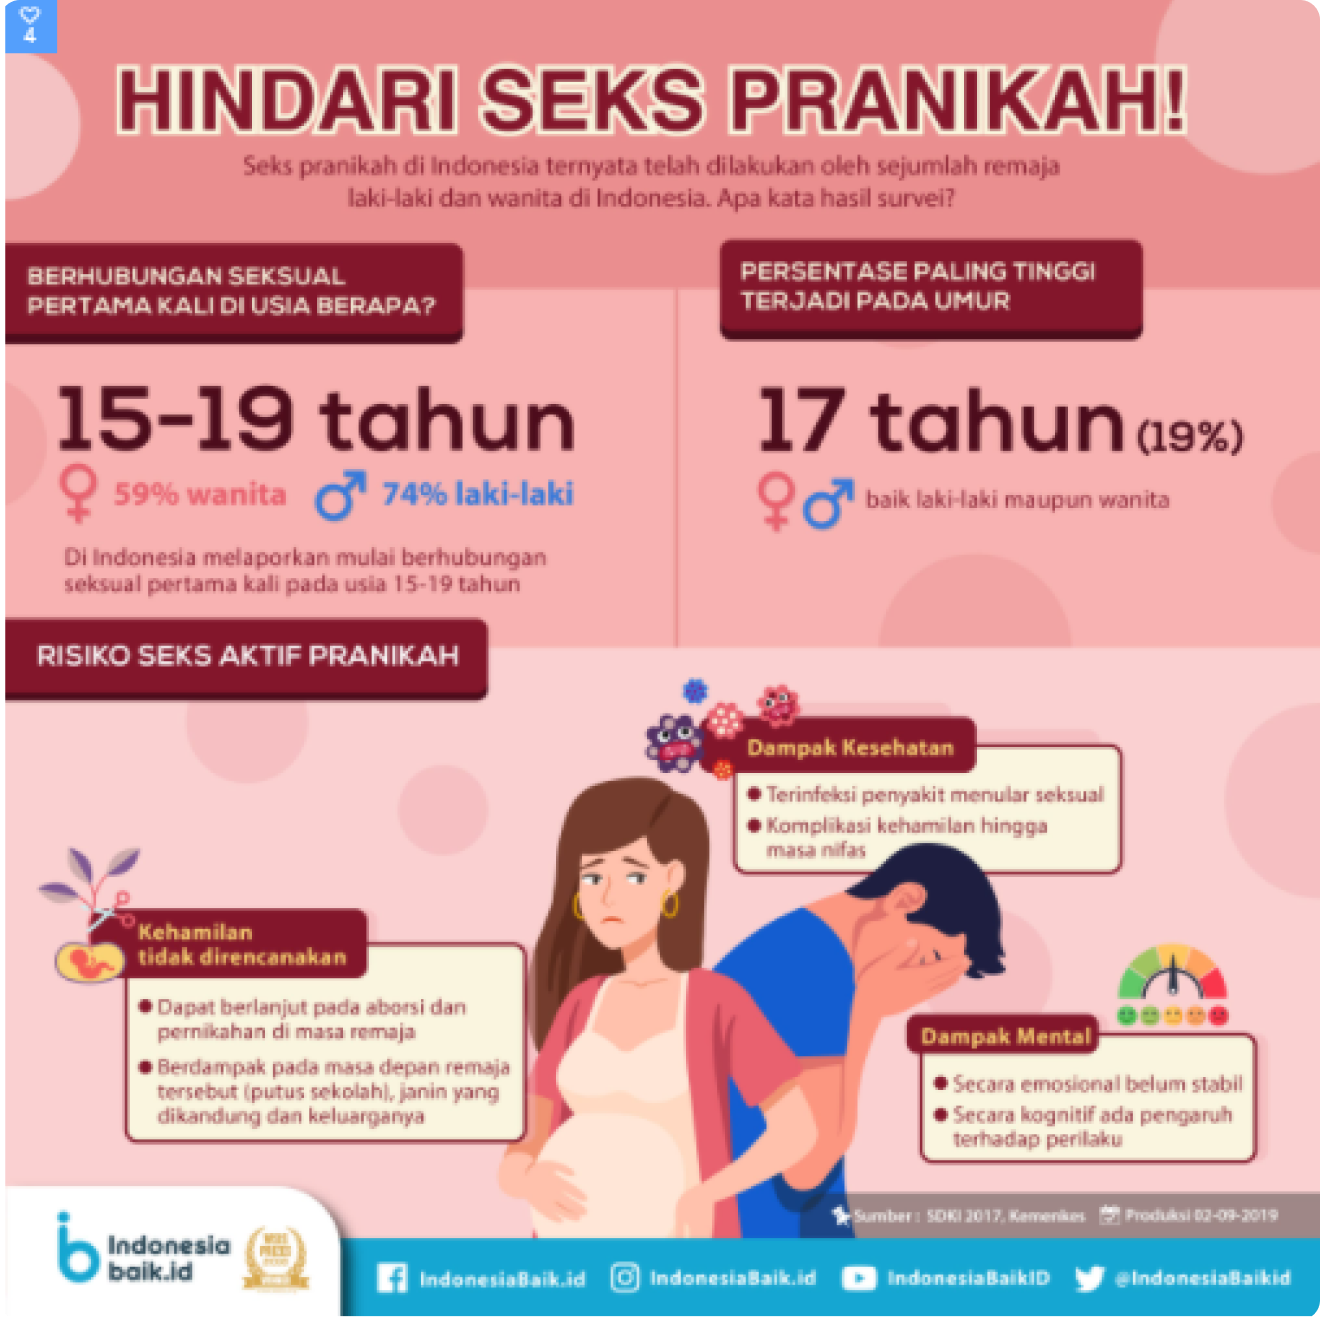 4
HINDARI SEKS PRANIKAH!
Seks pranikah di Indonesia ternyata telah dilakukan oleh sejumlah remaja
laki-laki dan wanita di Indonesia. Apa kata hasil survei?
BERHUBUNGAN SEKSUAL
PERTAMA KALI DI USIA BERAPA?
15-19 tahun
59% wanita
74% laki-laki
Di Indonesia melaporkan mulai berhubungan
seksual pertama kali pada usia 15-19 tahun
PERSENTASE PALING TINGGI
TERJADI PADA UMUR
17 tahun (19%)
baik laki-laki maupun wanita
RISIKO SEKS AKTIF PRANIKAH
Dampak Kesehatan
● Terinfeksi penyakit menular seksual
● Komplikasi kehamilan hingga
masa nifas
Kehamilan
tidak direncanakan
● Dapat berlanjut pada aborsi dan
pernikahan di masa remaja
● Berdampak pada masa depan remaja
tersebut (putus sekolah), janin yang
dikandung dan keluarganya
Dampak Mental
● Secara emosional belum stabil
● Secara kognitif ada pengaruh
terhadap perilaku
Sumber : SDKI 2017, Kemenkes
Produksi 02-09-2019
Indonesia
baik.id
WINNER
IndonesiaBaik.id
IndonesiaBaik.id
IndonesiaBaikID
@IndonesiaBaikid